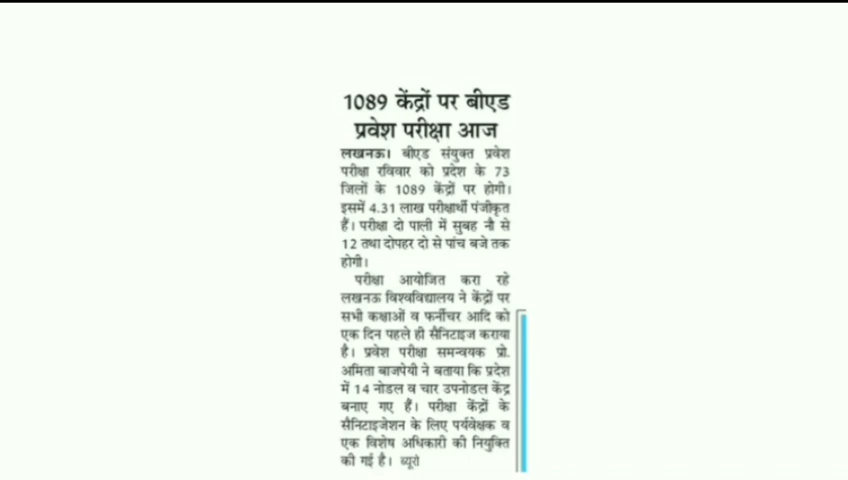 1089 केंद्रों पर बीएड
प्रवेश परीक्षा आज
लखनऊ। बीएड संयुक्त प्रवेश
परीक्षा रविवार को प्रदेश के 73
जिलों के 1089 केंद्रों पर होगी।
इसमें 4.31 लाख परीक्षार्थी पंजीकृत
हैं। परीक्षा दो पाली में सुबह नौ से
12 तथा दोपहर दो से पांच बजे तक
होगी।
परीक्षा आयोजित करा रहे
लखनऊ विश्वविद्यालय ने केंद्रों पर
सभी कक्षाओं व फर्नीचर आदि को
एक दिन पहले ही सैनिटाइज कराया
है। प्रवेश परीक्षा समन्वयक प्रो.
अमिता बाजपेयी ने बताया कि प्रदेश
में 14 नोडल व चार उपनोडल केंद्र
बनाए गए हैं। परीक्षा केंद्रों के
सैनिटाइजेशन के लिए पर्यवेक्षक व
एक विशेष अधिकारी की नियुक्ति
की गई है। ब्यूरो